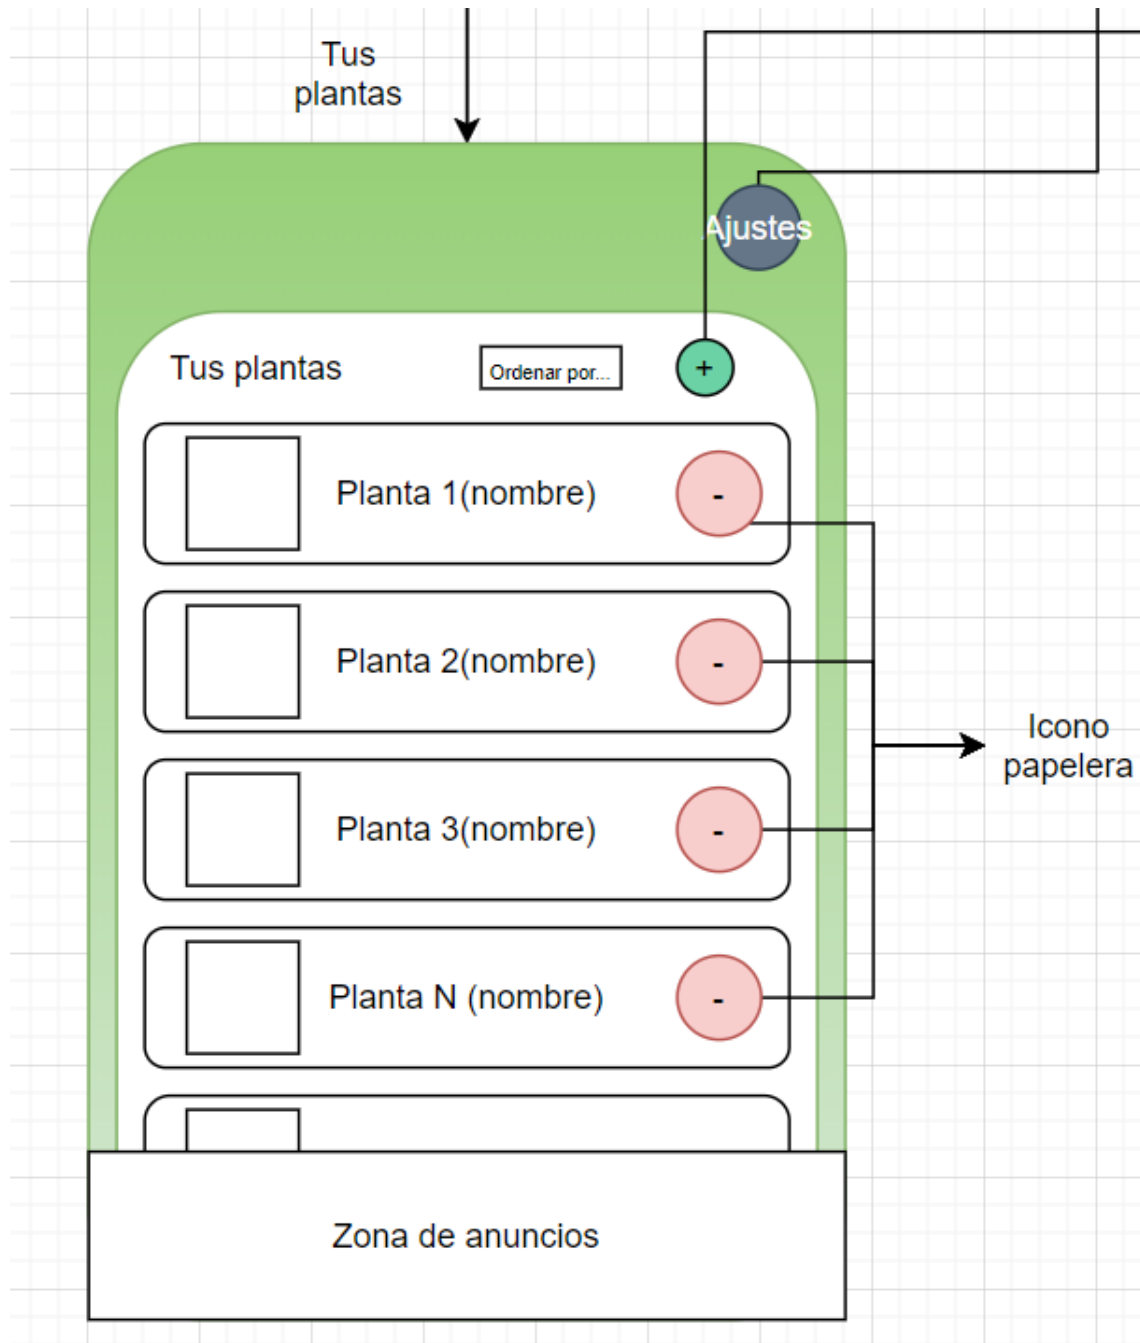 Tus
plantas
Ajustes
Tus plantas
Ordenar por...
+
Planta 1(nombre)
-
Planta 2(nombre)
-
Icono
papelera
Planta 3(nombre)
-
Planta N (nombre)
-
Zona de anuncios